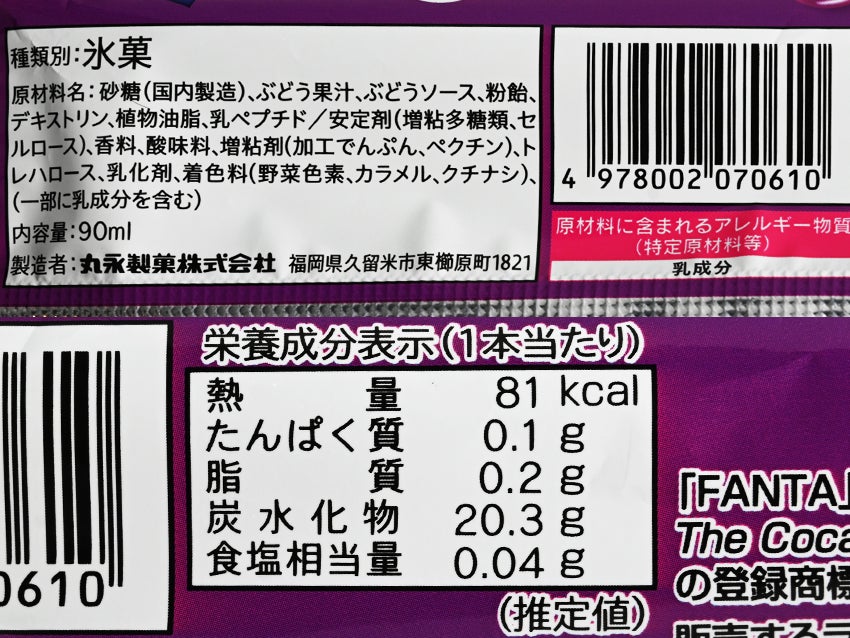 種類別:氷菓
原材料名:砂糖(国内製造)、ぶどう果汁、ぶどうソース、粉飴、
デキストリン、植物油脂、乳ペプチド/安定剤(増粘多糖類、セ
ルロース)、香料、酸味料、増粘剤(加工でんぷん、ペクチン)、ト
レハロース、乳化剤、着色料(野菜色素、カラメル、クチナシ)、
(一部に乳成分を含む)
内容量:90ml
製造者:丸永製菓株式会社 福岡県久留米市東櫛原町1821
4 978002 070610
原材料に含まれるアレルギー物質
(特定原材料等)
乳成分
0610
栄養成分表示(1本当たり)
熱量 81 kcal
たんぱく質 0.1 g
脂質 0.2 g
炭水化物 20.3 g
食塩相当量 0.04 g
(推定値)
「FANTA」
The Coca
の登録商標
販売する